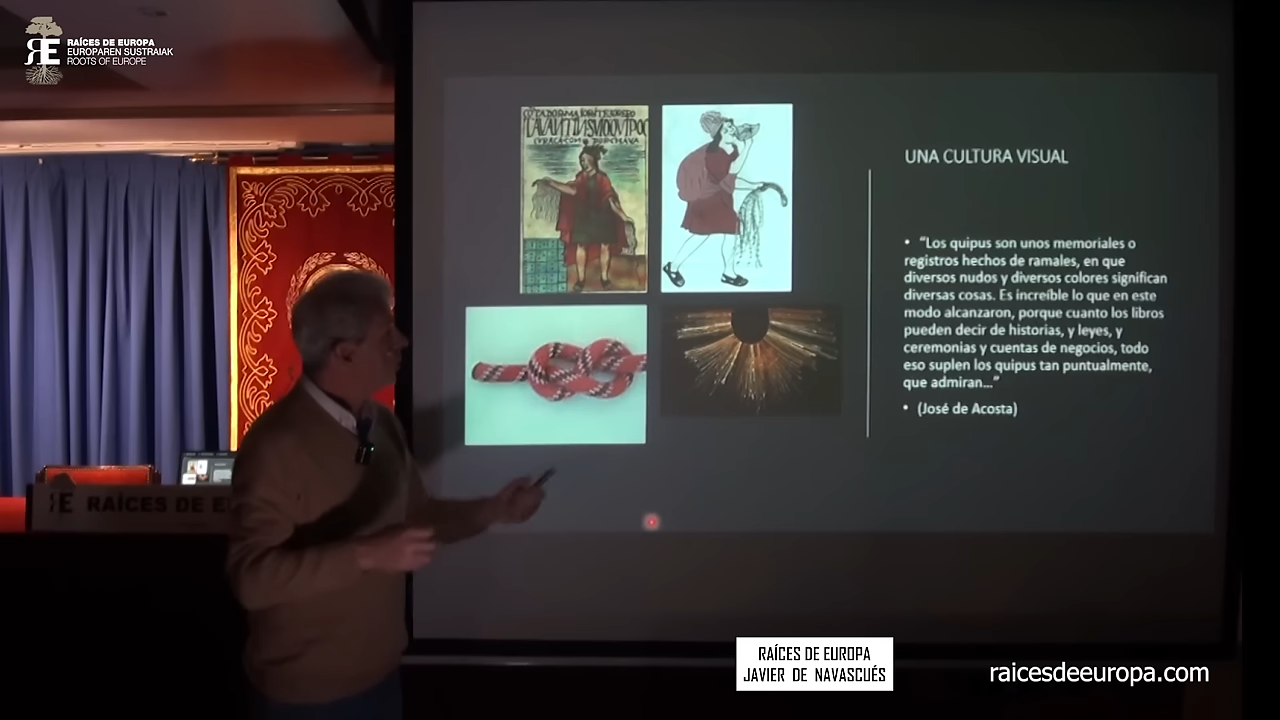 RAÍCES DE EUROPA
EUROPAREN SUSTRAIAK
ROOTS OF EUROPE
UNA CULTURA VISUAL
• “Los quipus son unos memoriales o
registros hechos de ramales, en que
diversos nudos y diversos colores significan
diversas cosas. Es increíble lo que en este
modo alcanzaron, porque cuanto los libros
pueden decir de historias, y leyes, y
ceremonias y cuentas de negocios, todo
eso suplen los quipus tan puntualmente,
que admiran...”
• (José de Acosta)
RAÍCES DE E
RAÍCES DE EUROPA
JAVIER DE NAVASCUÉS
raicesdeeuropa.com